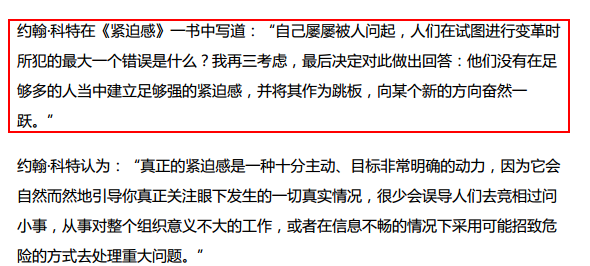 约翰·科特在《紧迫感》一书中写道：“自己屡屡被人问起，人们在试图进行变革时
所犯的最大一个错误是什么？我再三考虑，最后决定对此做出回答：他们没有在足
够多的人当中建立足够强的紧迫感，并将其作为跳板，向某个新的方向奋然一
跃。”
约翰·科特认为：“真正的紧迫感是一种十分主动、目标非常明确的动力，因为它会
自然而然地引导你真正关注眼下发生的一切真实情况，很少会误导人们去竞相过问
小事，从事对整个组织意义不大的工作，或者在信息不畅的情况下采用可能招致危
险的方式去处理重大问题。”